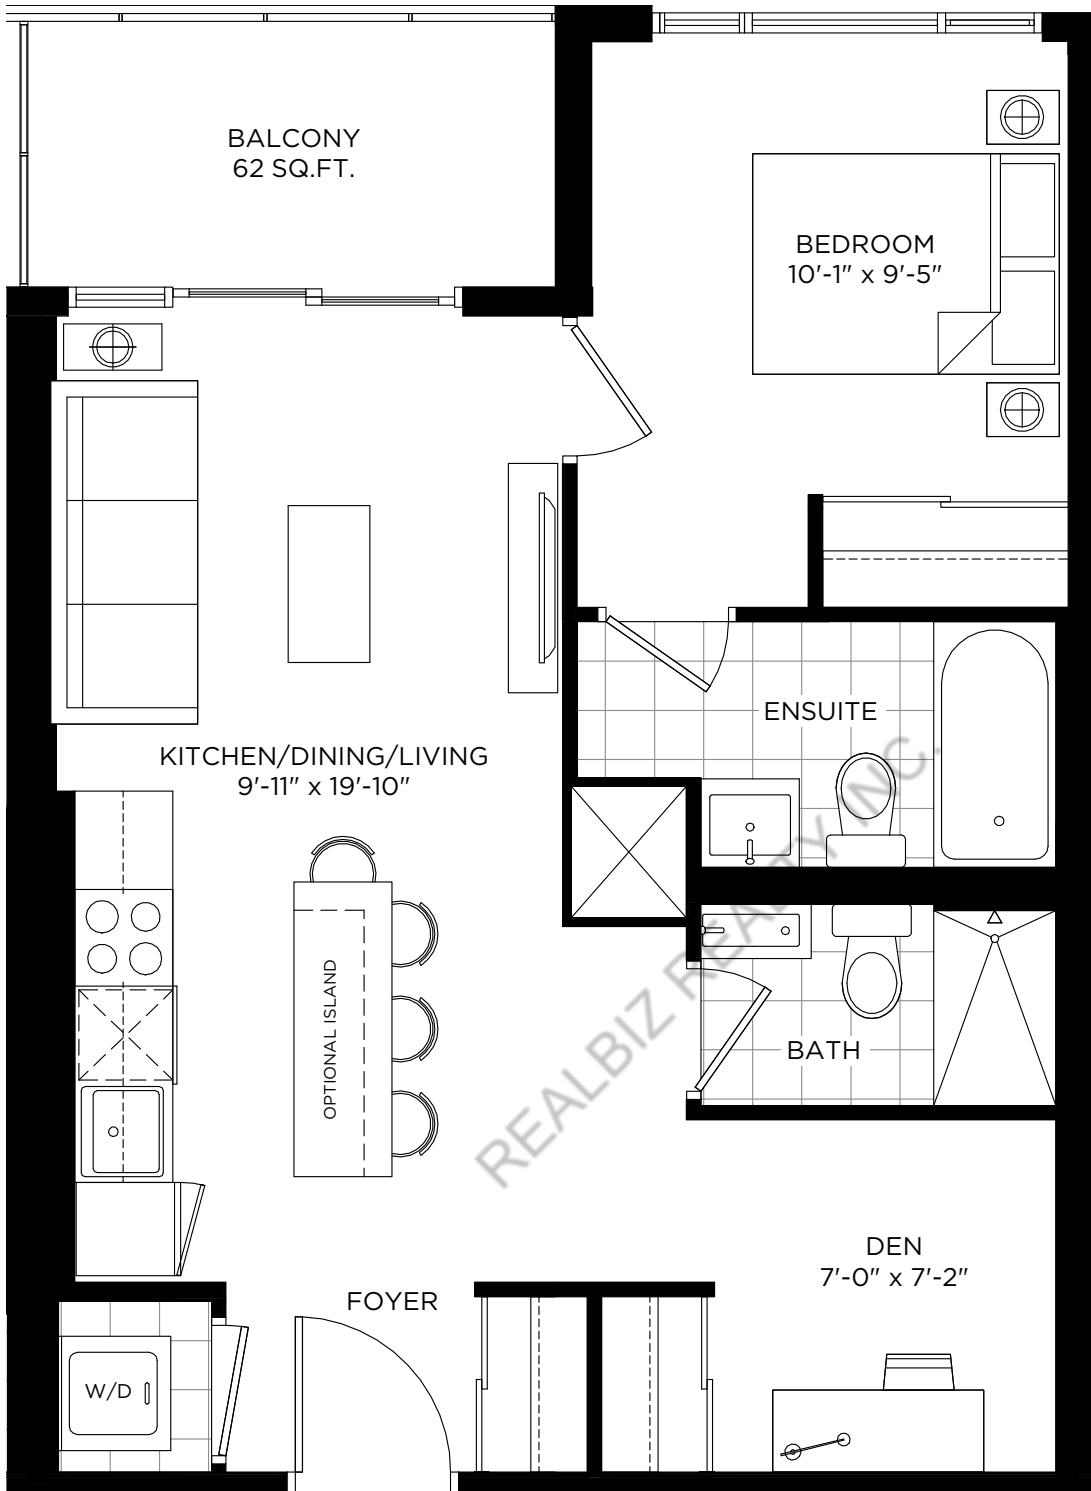 BALCONY
62 SQ.FT.
BEDROOM
10'-1" x 9'-5"
ENSUITE
KITCHEN/DINING/LIVING
9'-11" x 19'-10"
OPTIONAL ISLAND
BATH
REALBIZ REALTY INC.
DEN
7'-0" x 7'-2"
FOYER
W/D